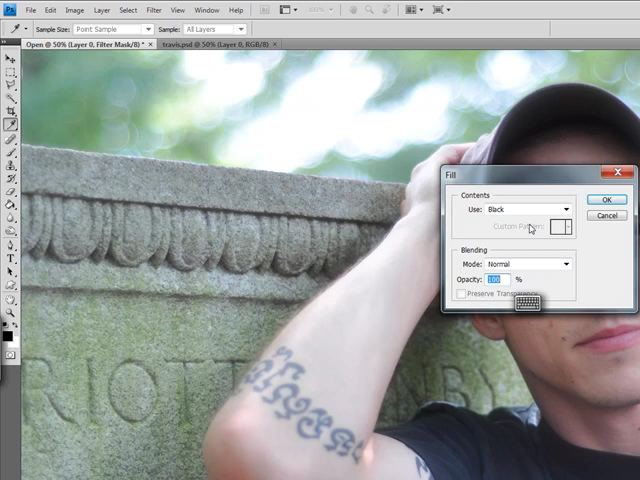 Ps File Edit Image Layer Select Filter View Window Help Br 100%
Sample Size: Point Sample Sample: All Layers
Open @ 50% (Layer 0, Filter Mask/8) * × travis.psd @ 50% (Layer 0, RGB/8) ×
Fill
Contents
Use: Black
OK
Cancel
Custom Pattern:
Blending
Mode: Normal
Opacity: 100 %
Preserve Transparency
RIOTT
NBY